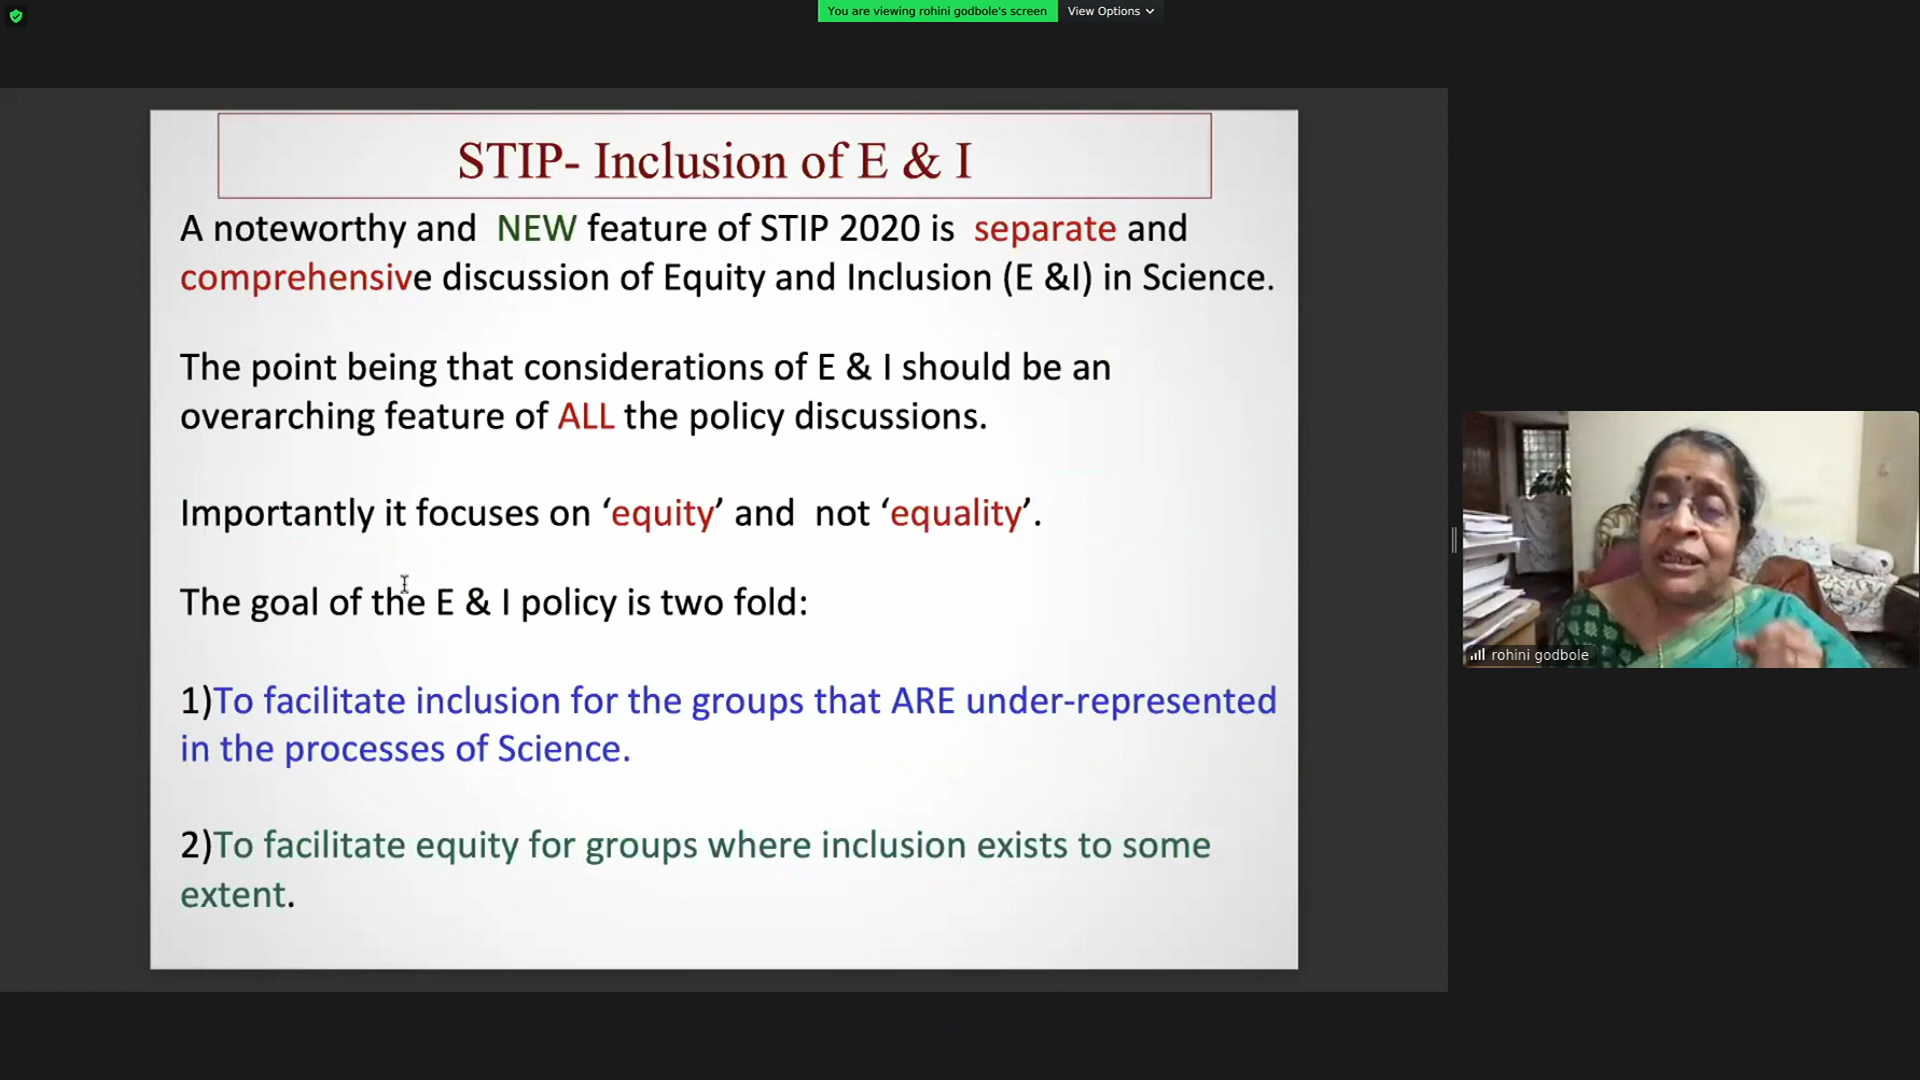 You are viewing rohini godbole's screen
View Options
STIP- Inclusion of E & I
A noteworthy and NEW feature of STIP 2020 is separate and
comprehensive discussion of Equity and Inclusion (E &I) in Science.
The point being that considerations of E & I should be an
overarching feature of ALL the policy discussions.
Importantly it focuses on ‘equity’ and not ‘equality’.
The goal of the E & I policy is two fold:
1)To facilitate inclusion for the groups that ARE under-represented
in the processes of Science.
2)To facilitate equity for groups where inclusion exists to some
extent.
rohini godbole